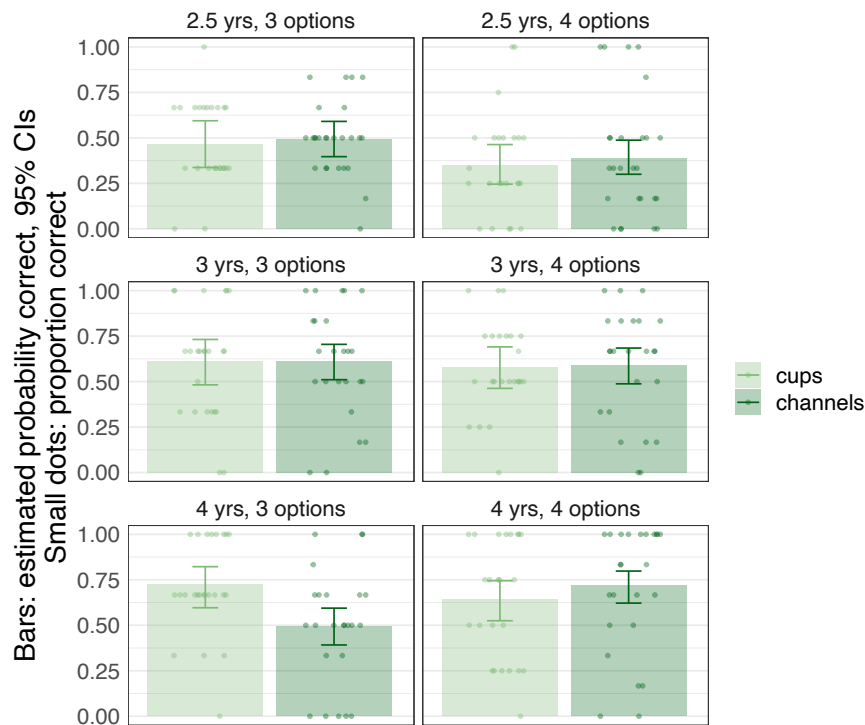 2.5 yrs, 3 options
2.5 yrs, 4 options
1.00
0.75
0.50
0.25
0.00
3 yrs, 3 options
3 yrs, 4 options
1.00
0.75
0.50
0.25
0.00
4 yrs, 3 options
4 yrs, 4 options
1.00
0.75
0.50
0.25
0.00
Bars: estimated probability correct, 95% CIs
Small dots: proportion correct
cups
channels